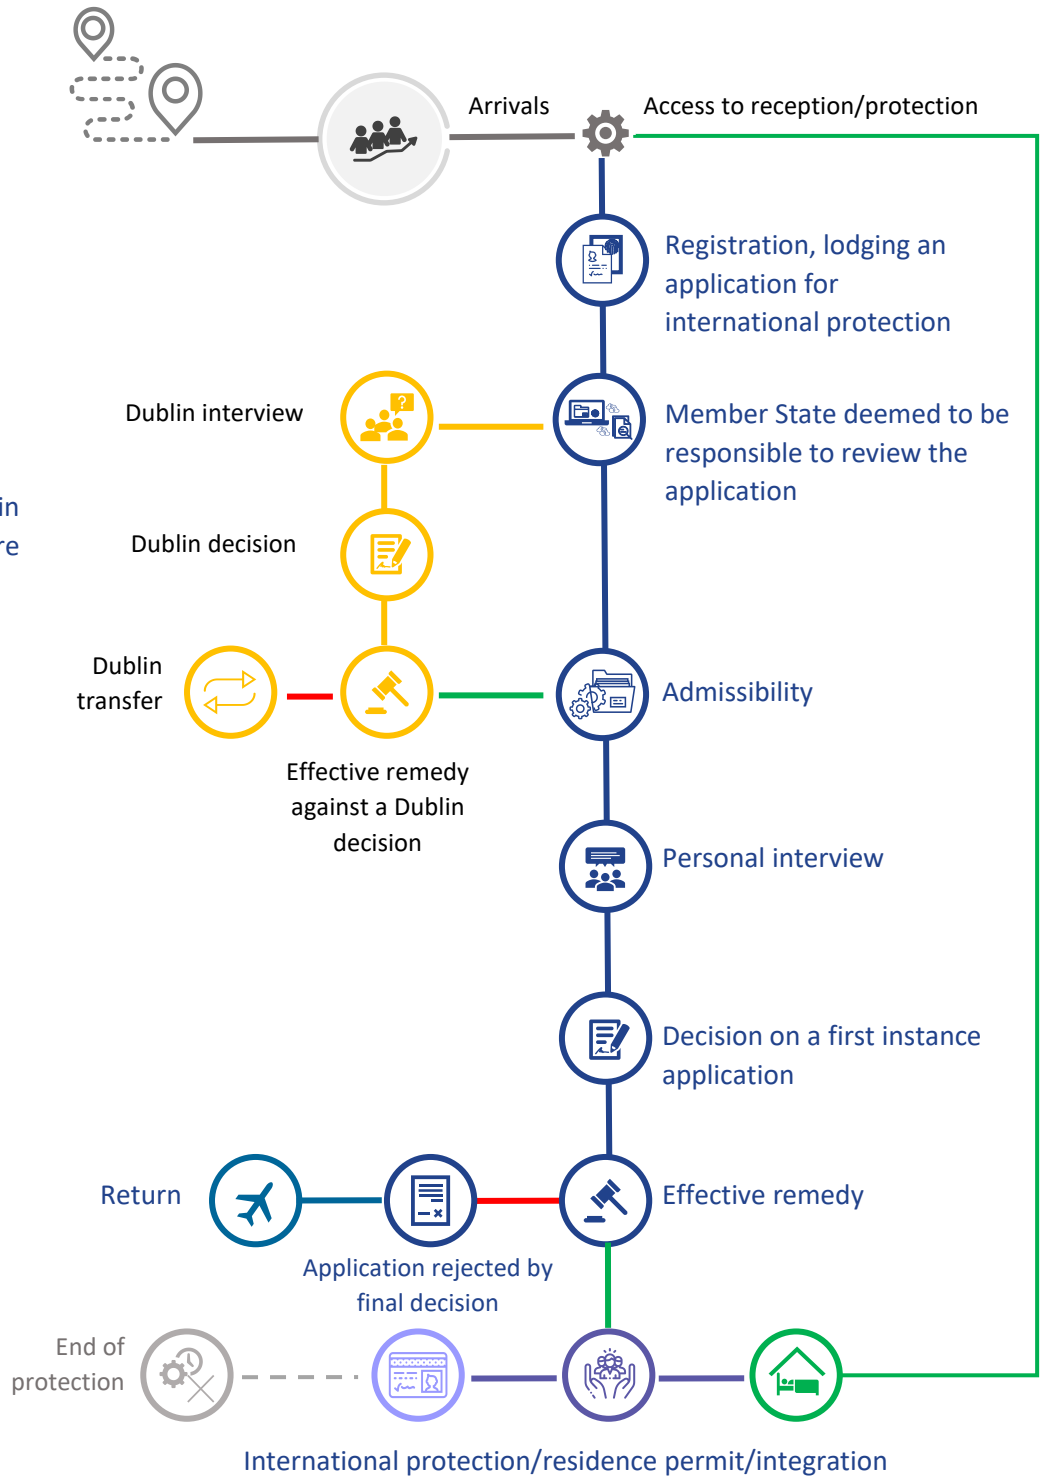 Arrivals
Access to reception/protection
Registration, lodging an
application for
international protection
Dublin interview
Member State deemed to be
responsible to review the
application
in
re
Dublin decision
Dublin
transfer
Admissibility
Effective remedy
against a Dublin
decision
Personal interview
Decision on a first instance
application
Return
Effective remedy
Application rejected by
final decision
End of
protection
International protection/residence permit/integration